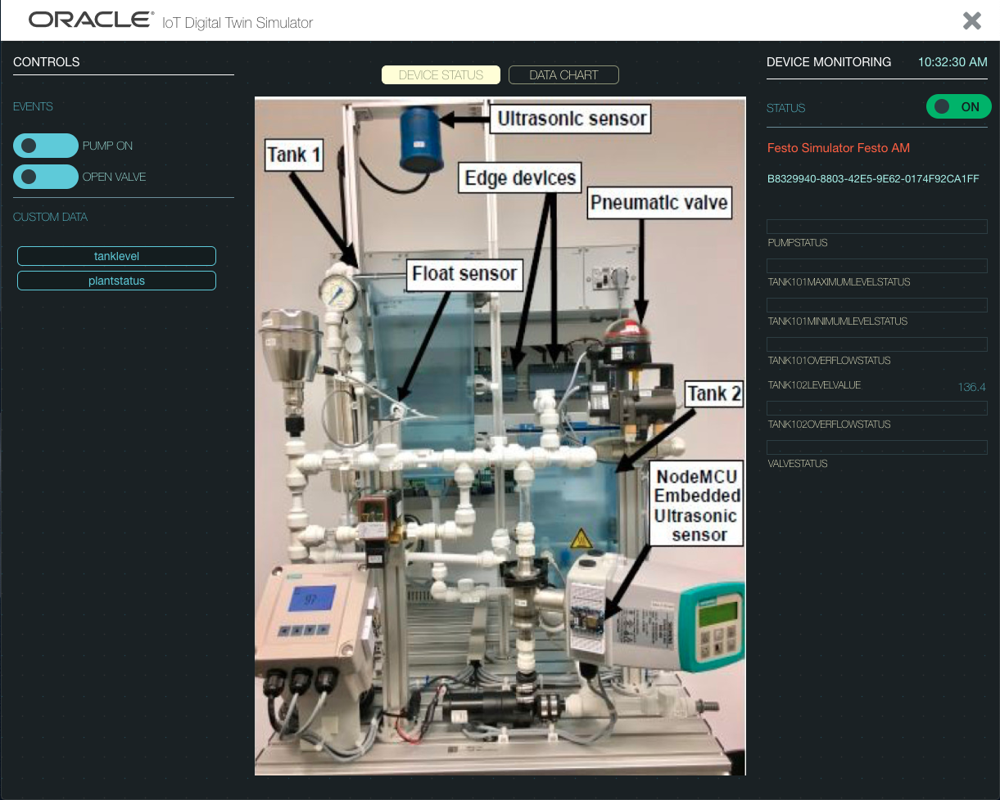 ORACLE® IoT Digital Twin Simulator
CONTROLS
EVENTS
PUMP ON
OPEN VALVE
CUSTOM DATA
tanklevel
plantstatus
DEVICE STATUS
DATA CHART
Ultrasonic sensor
Tank 1
Edge devices
Pneumatic valve
Float sensor
Tank 2
NodeMCU
Embedded
Ultrasonic
sensor
DEVICE MONITORING 10:32:30 AM
STATUS
ON
Festo Simulator Festo AM
B8329940-8803-42E5-9E62-0174F92CA1FF
PUMPSTATUS
TANK101MAXIMUMLEVELSTATUS
TANK101MINIMUMLEVELSTATUS
TANK101OVERFLOWSTATUS
TANK102LEVELVALUE 136.4
TANK102OVERFLOWSTATUS
VALVESTATUS